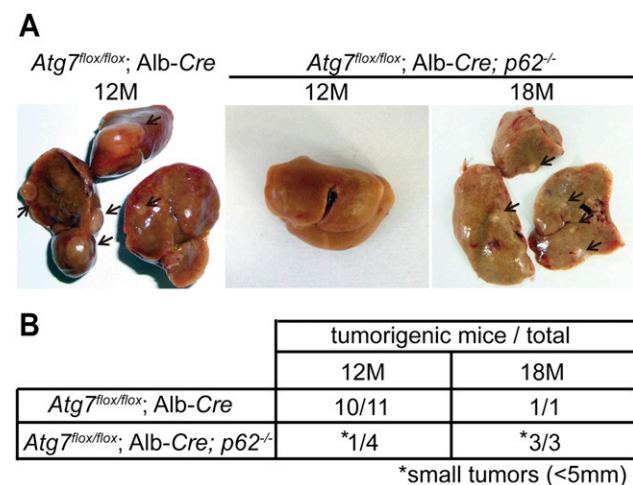 A
Atg7flox/flox; Alb-Cre
Atg7flox/flox; Alb-Cre; p62-/-
12M
12M
18M
B
tumorigenic mice / total
12M
18M
Atg7flox/flox; Alb-Cre
10/11
1/1
Atg7flox/flox; Alb-Cre; p62-/-
*1/4
*3/3
*small tumors (<5mm)